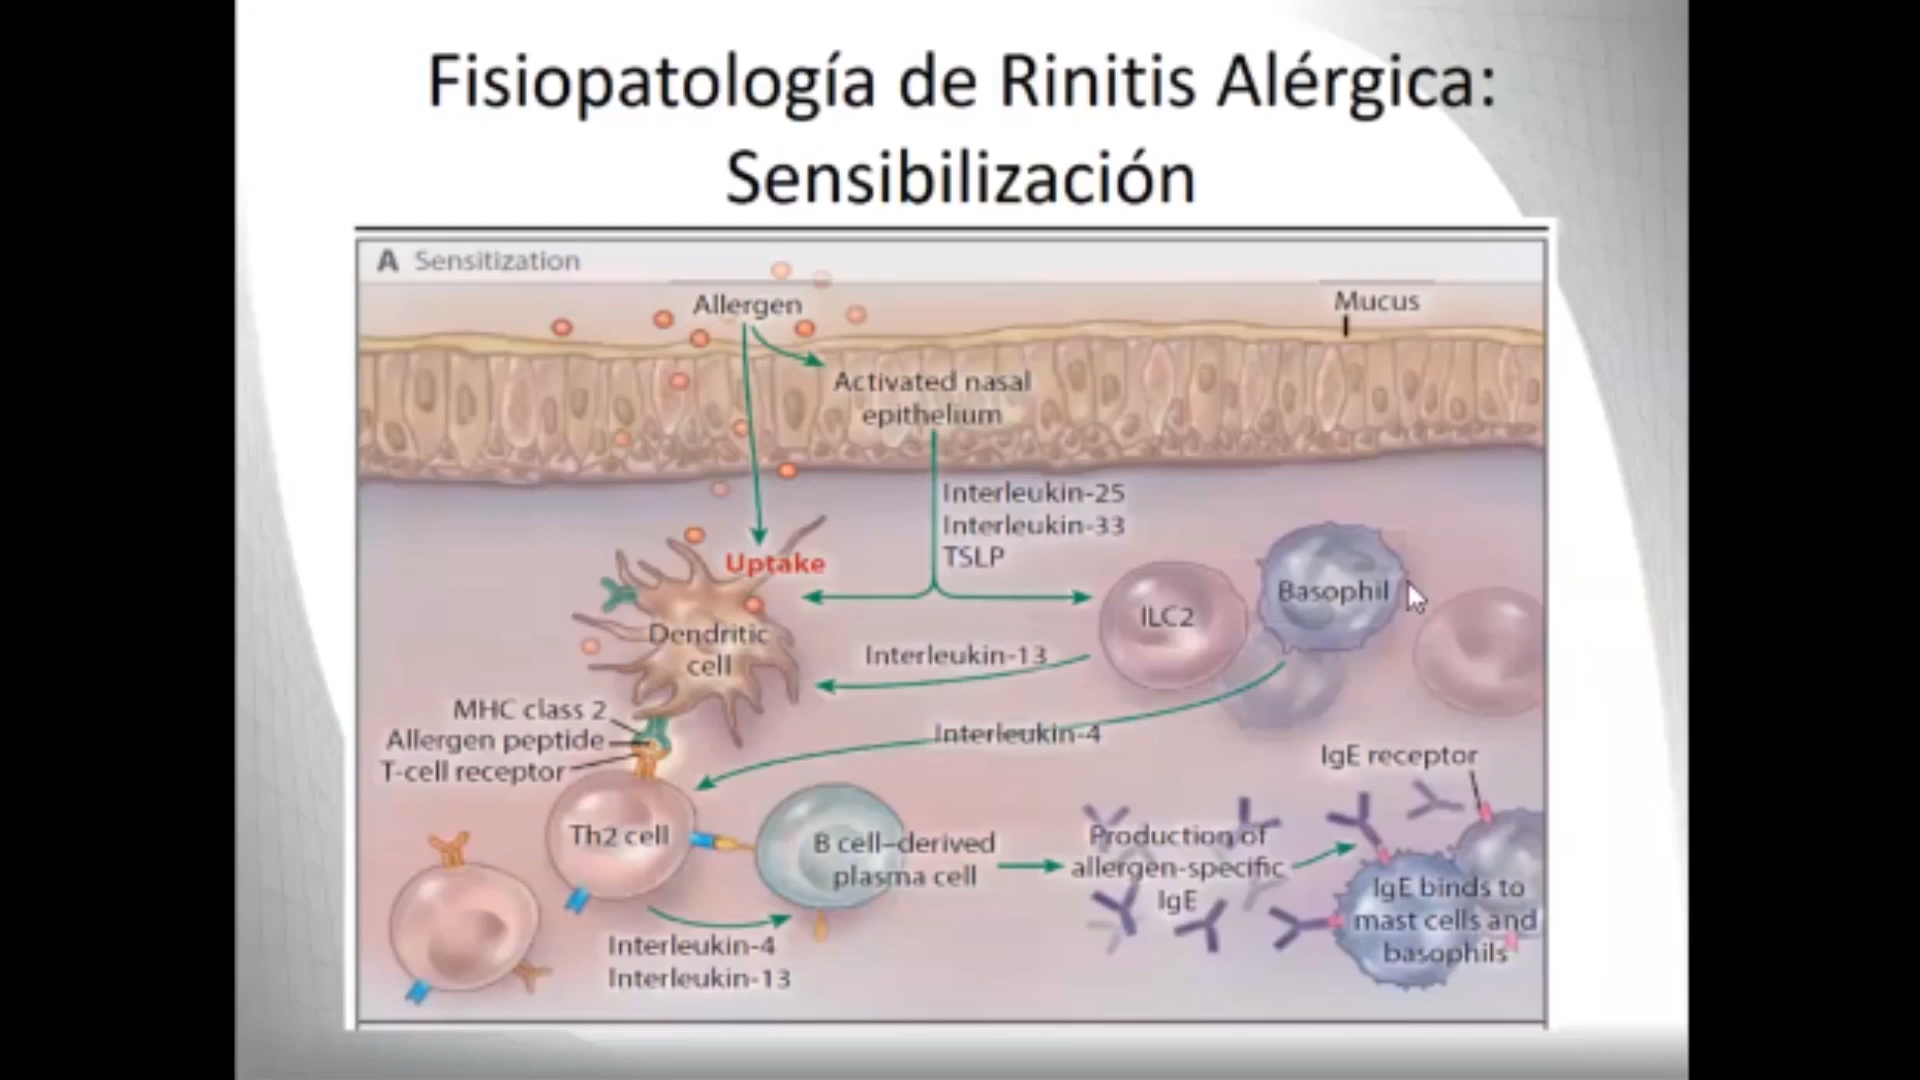 Fisiopatología de Rinitis Alérgica:
Sensibilización
A Sensitization
Allergen
Mucus
Activated nasal
epithelium
Interleukin-25
Interleukin-33
TSLP
Uptake
Basophil
ILC2
Dendritic
cell
Interleukin-13
MHC class 2
Allergen peptide
T-cell receptor
Interleukin-4
IgE receptor
Th2 cell
B cell–derived
plasma cell
Production of
allergen-specific
IgE
IgE binds to
mast cells and
basophils
Interleukin-4
Interleukin-13